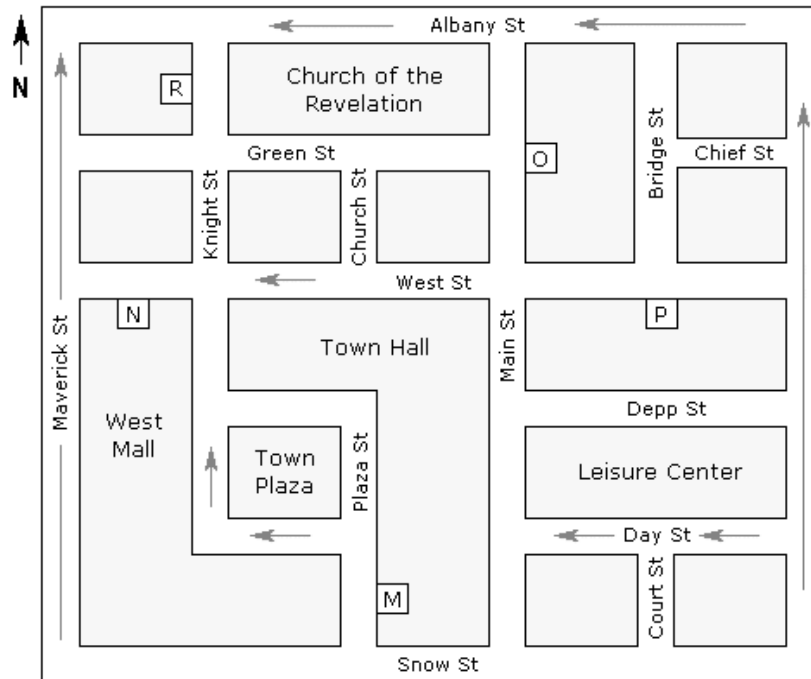 Albany St
N
R
Church of the
Revelation
Bridge St
Green St
O
Chief St
Knight St
Church St
West St
N
P
Town Hall
Main St
Maverick St
West
Mall
Depp St
Town
Plaza
Plaza St
Leisure Center
Day St
M
Court St
Snow St